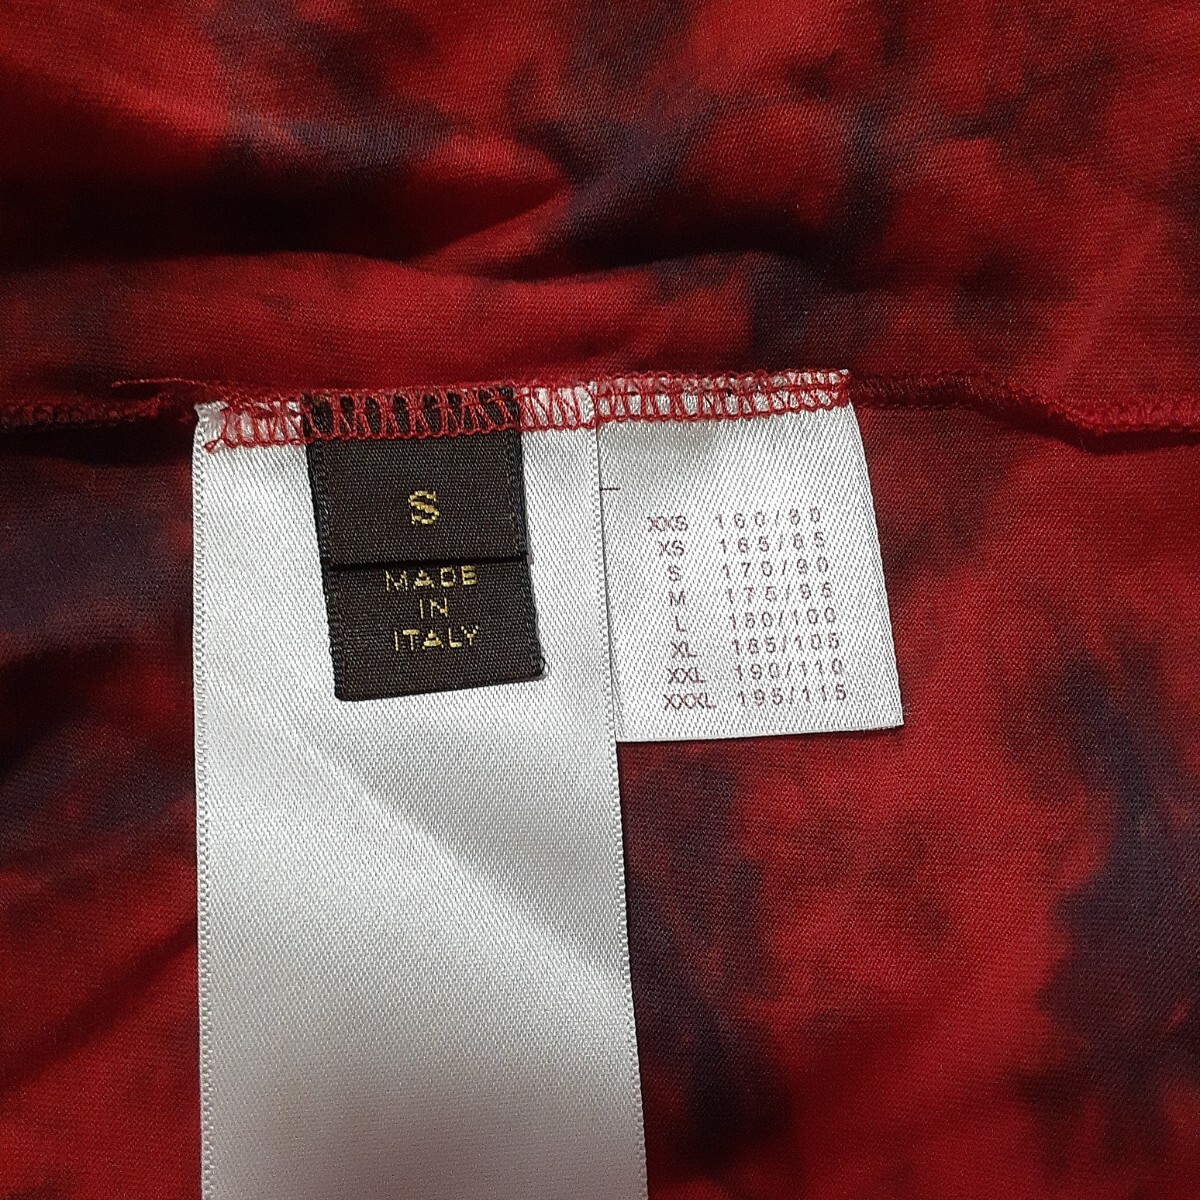 S
MADE
IN
ITALY
XXS 160/80
XS 165/85
S 170/90
M 175/95
L 180/100
XL 185/105
XXL 190/110
XXXL 195/115